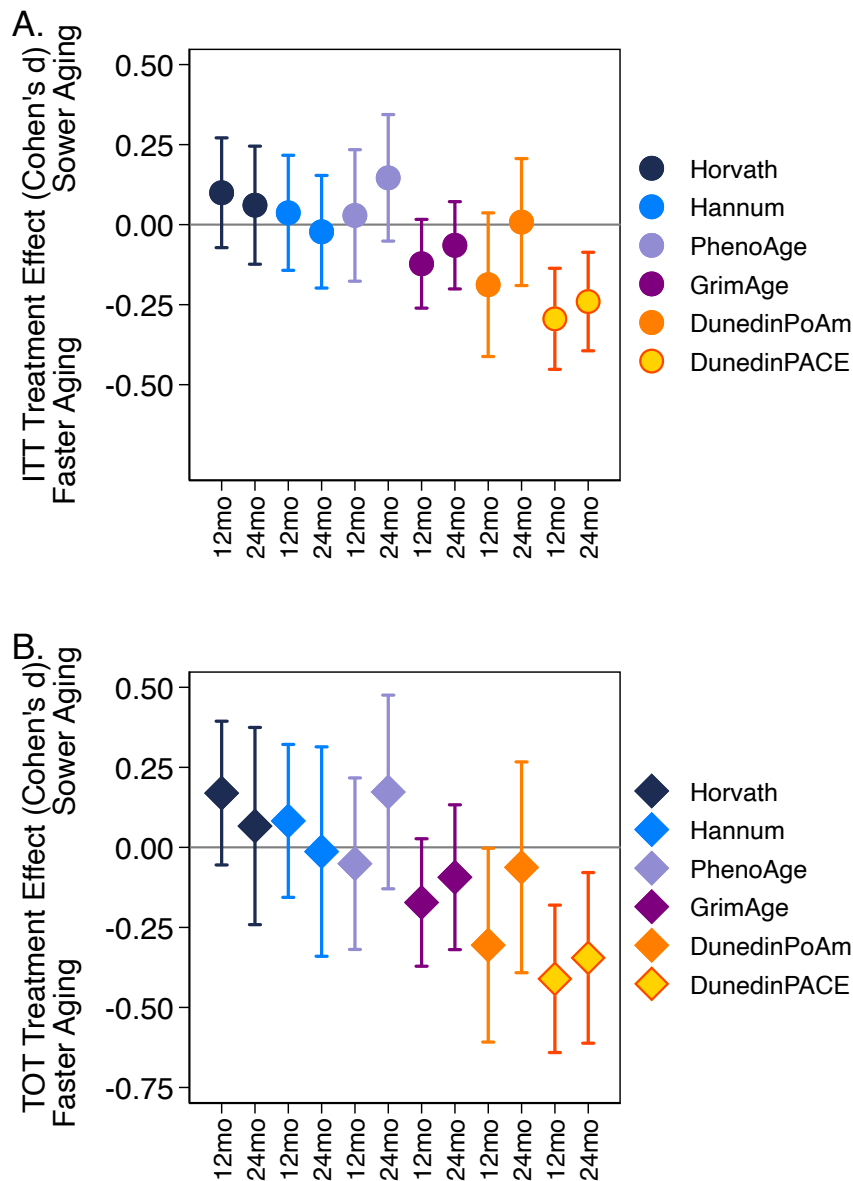 A.
ITT Treatment Effect (Cohen's d)
Faster Aging
Sower Aging
0.50
0.25
0.00
-0.25
-0.50
12mo
24mo
12mo
24mo
12mo
24mo
12mo
24mo
12mo
24mo
12mo
24mo
Horvath
Hannum
PhenoAge
GrimAge
DunedinPoAm
DunedinPACE
B.
TOT Treatment Effect (Cohen's d)
Faster Aging
Sower Aging
0.50
0.25
0.00
-0.25
-0.50
-0.75
12mo
24mo
12mo
24mo
12mo
24mo
12mo
24mo
12mo
24mo
12mo
24mo
Horvath
Hannum
PhenoAge
GrimAge
DunedinPoAm
DunedinPACE